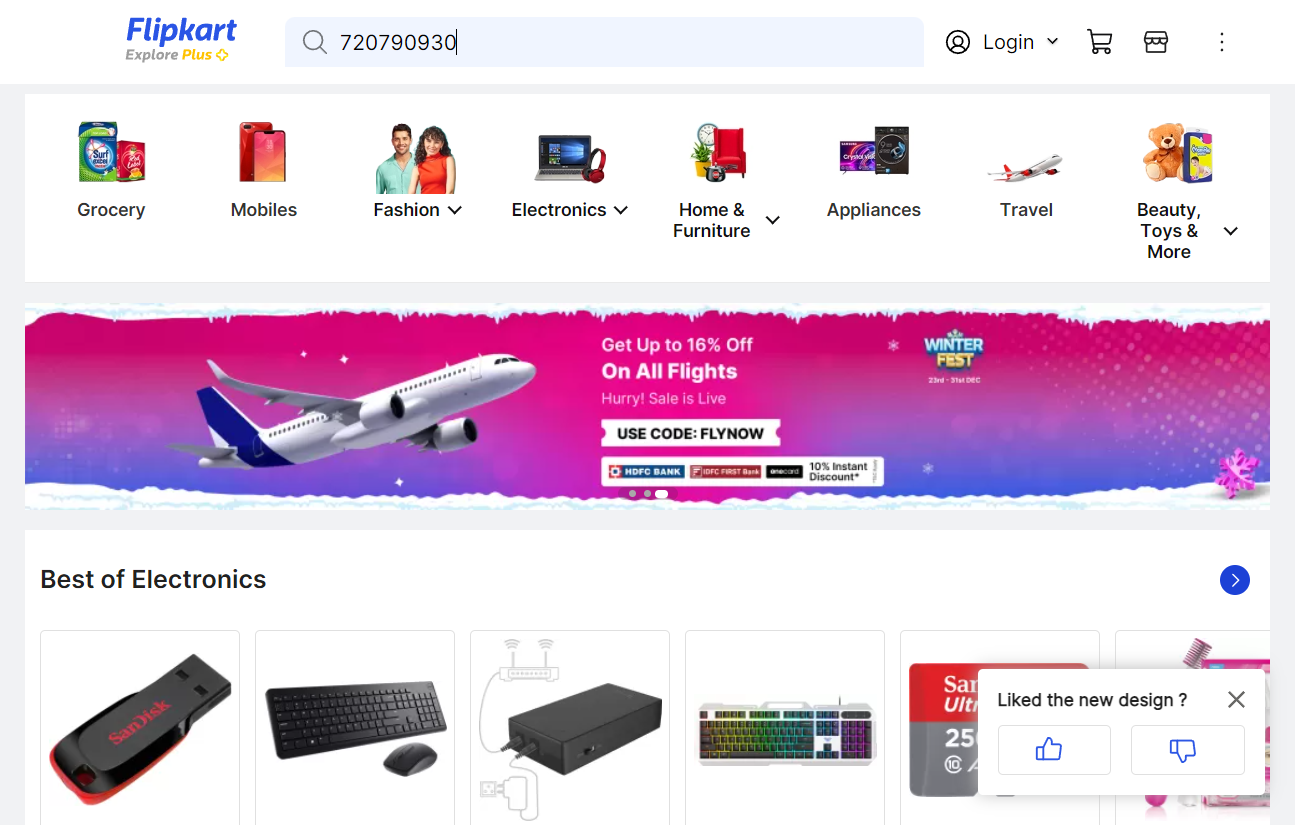 Flipkart
Explore Plus
720790930
Login
Grocery
Mobiles
Fashion
Electronics
Home &
Furniture
Appliances
Travel
Beauty,
Toys &
More
Get Up to 16% Off
On All Flights
Hurry! Sale is Live
USE CODE: FLYNOW
HDFC BANK
IDFC FIRST Bank
onecard
10% Instant
Discount*
WINTER
FEST
23rd - 31st DEC
Best of Electronics
SanDisk
Liked the new design ?